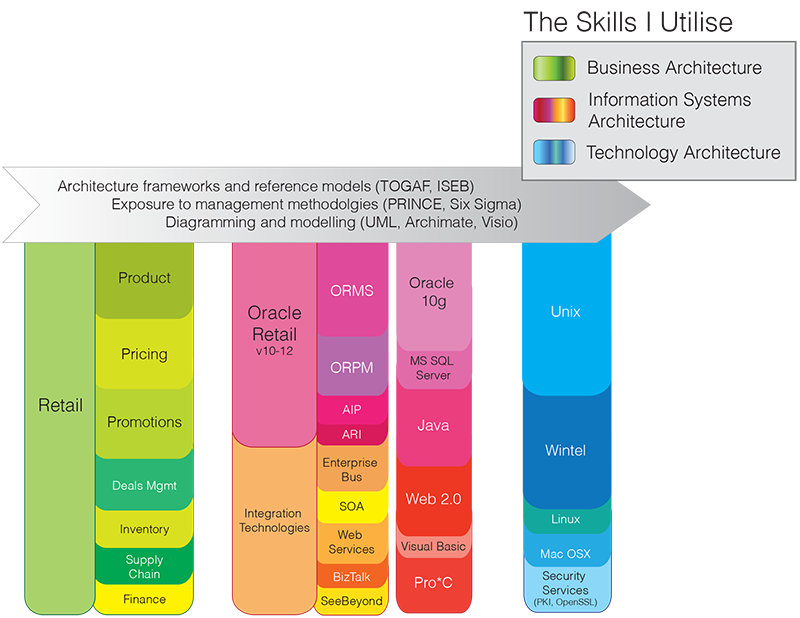 The Skills I Utilise
Business Architecture
Information Systems
Architecture
Technology Architecture
Architecture frameworks and reference models (TOGAF, ISEB)
Exposure to management methodolgies (PRINCE, Six Sigma)
Diagramming and modelling (UML, Archimate, Visio)
Retail
Product
Pricing
Promotions
Deals Mgmt
Inventory
Supply
Chain
Finance
Oracle
Retail
v10-12
Integration
Technologies
ORMS
ORPM
AIP
ARI
Enterprise
Bus
SOA
Web
Services
BizTalk
SeeBeyond
Oracle
10g
MS SQL
Server
Java
Web 2.0
Visual Basic
Pro*C
Unix
Wintel
Linux
Mac OSX
Security
Services
(PKI, OpenSSL)